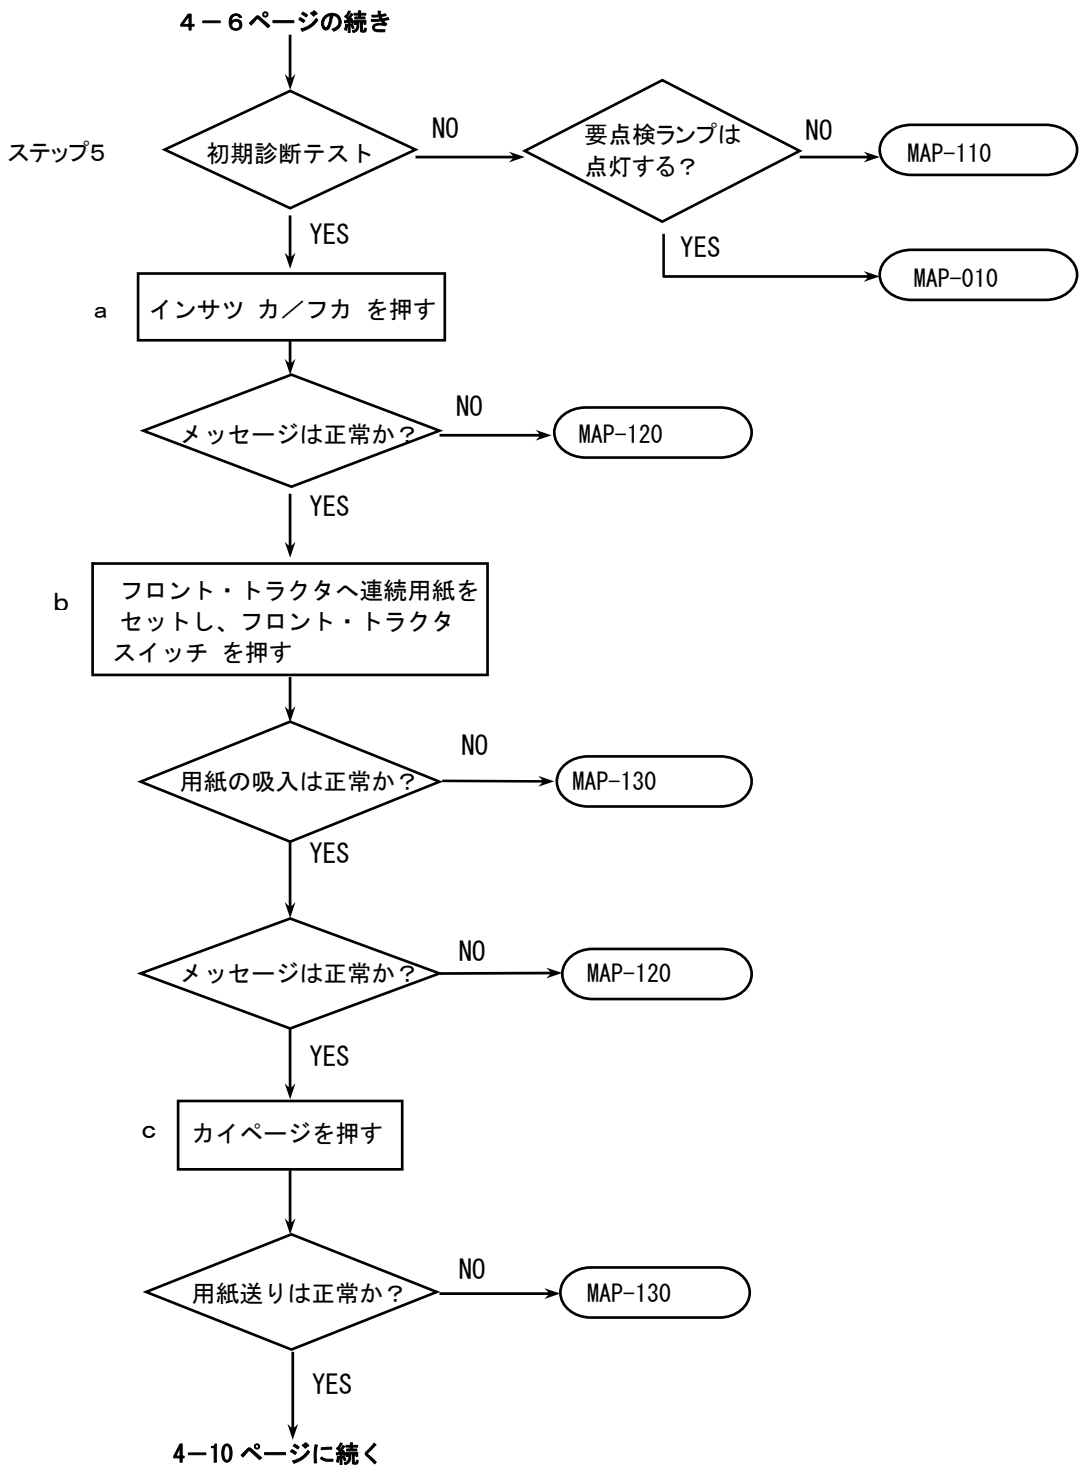 ４－６ページの続き
ステップ5
初期診断テスト
NO
要点検ランプは
点灯する？
NO
MAP-110
YES
YES
MAP-010
a
インサツ カ／フカ を押す
メッセージは正常か？
NO
MAP-120
YES
b
フロント・トラクタへ連続用紙を
セットし、フロント・トラクタ
スイッチ を押す
用紙の吸入は正常か？
NO
MAP-130
YES
メッセージは正常か？
NO
MAP-120
YES
c
カイページを押す
用紙送りは正常か？
NO
MAP-130
YES
4－10 ページに続く